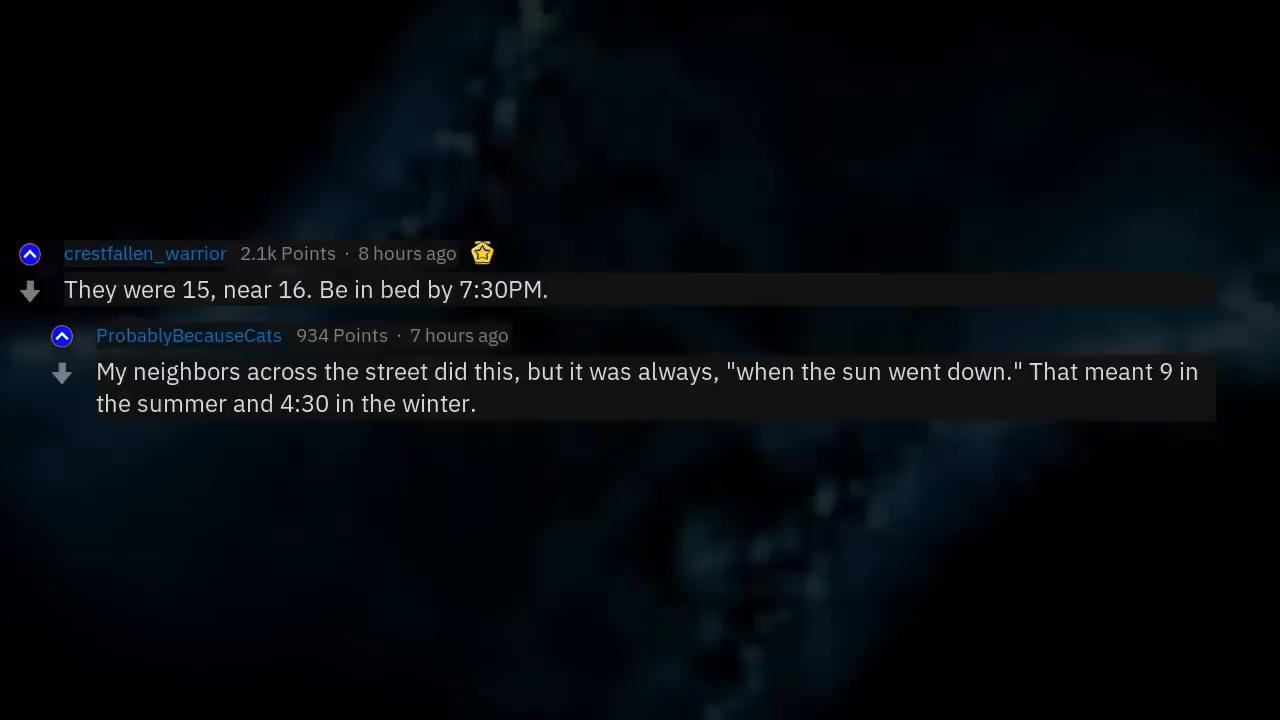 crestfallen_warrior 2.1k Points · 8 hours ago
They were 15, near 16. Be in bed by 7:30PM.
ProbablyBecauseCats 934 Points · 7 hours ago
My neighbors across the street did this, but it was always, "when the sun went down." That meant 9 in
the summer and 4:30 in the winter.